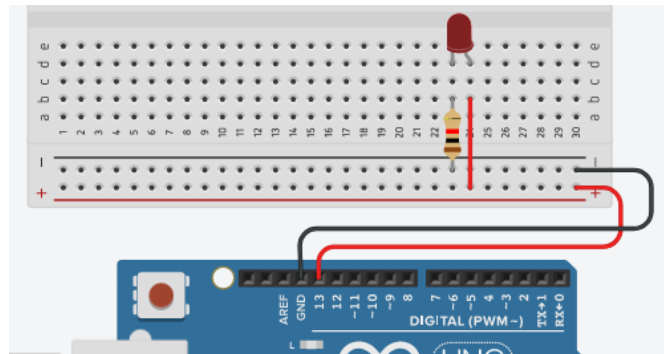 e e
d d
c c
b b
a a
1 2 3 4 5 6 7 8 9 10 11 12 13 14 15 16 17 18 19 20 21 22 25 26 27 28 29 30
− −
+ +
AREF GND 13 12 ~11 ~10 ~9 8 7 ~6 ~5 4 ~3 2 TX→1 RX←0
DIGITAL (PWM~)
L
UNO